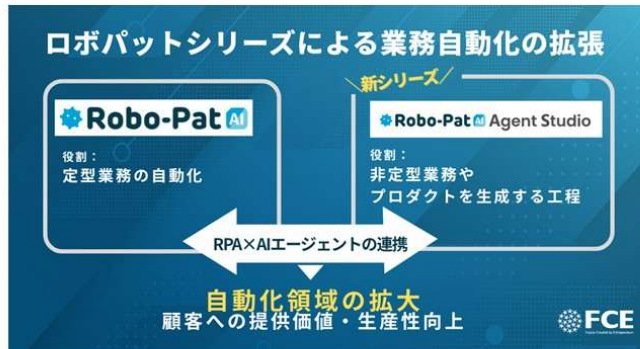 ロボパットシリーズによる業務自動化の拡張
新シリーズ
Robo-Pat AI
役割：
定型業務の自動化
Robo-Pat AI Agent Studio
役割：
非定型業務や
プロダクトを生成する工程
RPA×AIエージェントの連携
自動化領域の拡大
顧客への提供価値・生産性向上
FCE